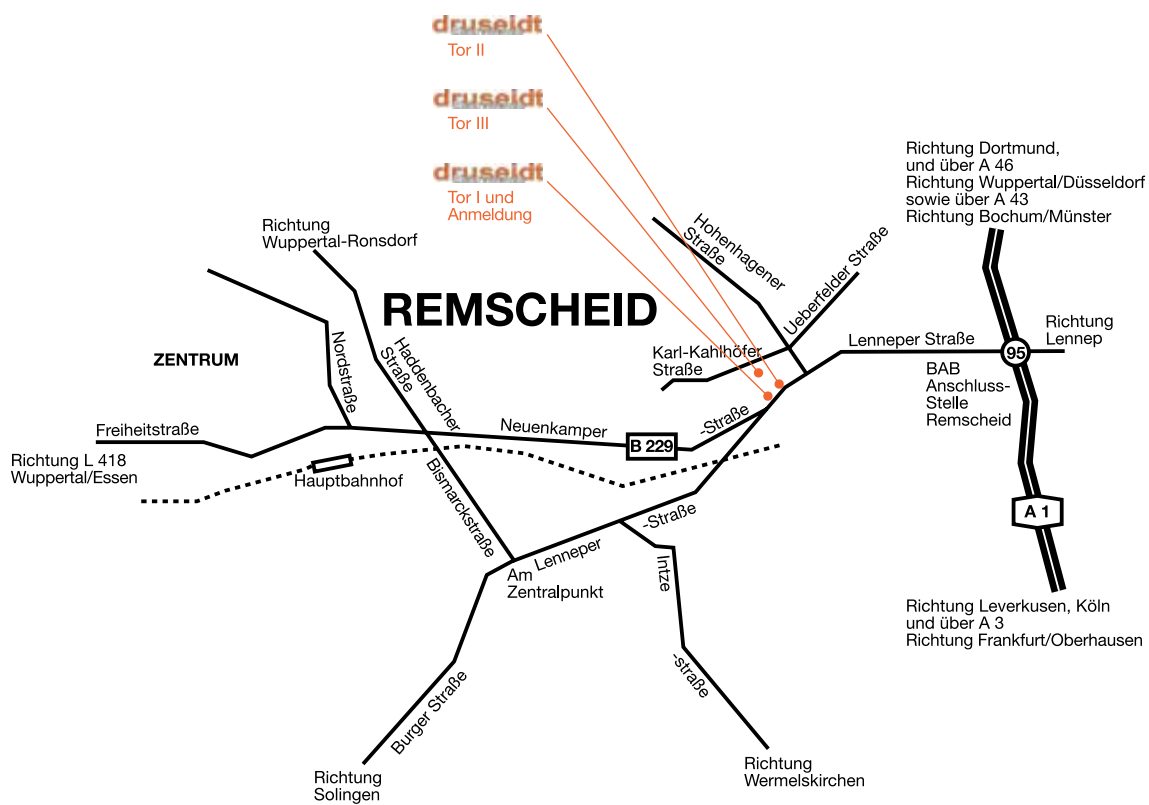 druseidt
Tor II
druseidt
Tor III
druseidt
Tor I und
Anmeldung
Richtung Dortmund,
und über A 46
Richtung Wuppertal/Düsseldorf
sowie über A 43
Richtung Bochum/Münster
Richtung
Wuppertal-Ronsdorf
Hohenhagener
Straße
Ueberfelder Straße
REMSCHEID
ZENTRUM
Nordstraße
Haddenbacher
Straße
Karl-Kahlhöfer
Straße
Lenneper Straße
95
Richtung
Lennep
BAB
Anschluss-
Stelle
Remscheid
Freiheitstraße
Neuenkamper
B 229
-Straße
Richtung L 418
Wuppertal/Essen
Hauptbahnhof
Bismarckstraße
A 1
Lenneper
-Straße
Am
Zentralpunkt
Intze
-straße
Burger Straße
Richtung Leverkusen, Köln
und über A 3
Richtung Frankfurt/Oberhausen
Richtung
Solingen
Richtung
Wermelskirchen